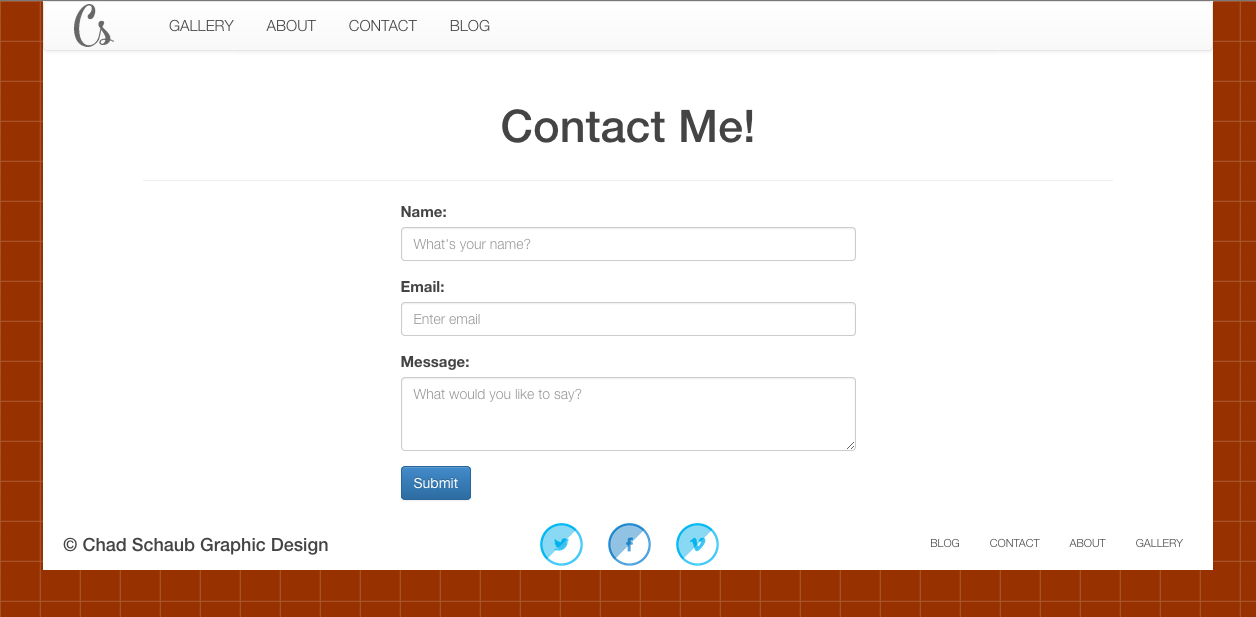 Cs GALLERY ABOUT CONTACT BLOG
Contact Me!
Name:
What's your name?
Email:
Enter email
Message:
What would you like to say?
Submit
© Chad Schaub Graphic Design f v BLOG CONTACT ABOUT GALLERY